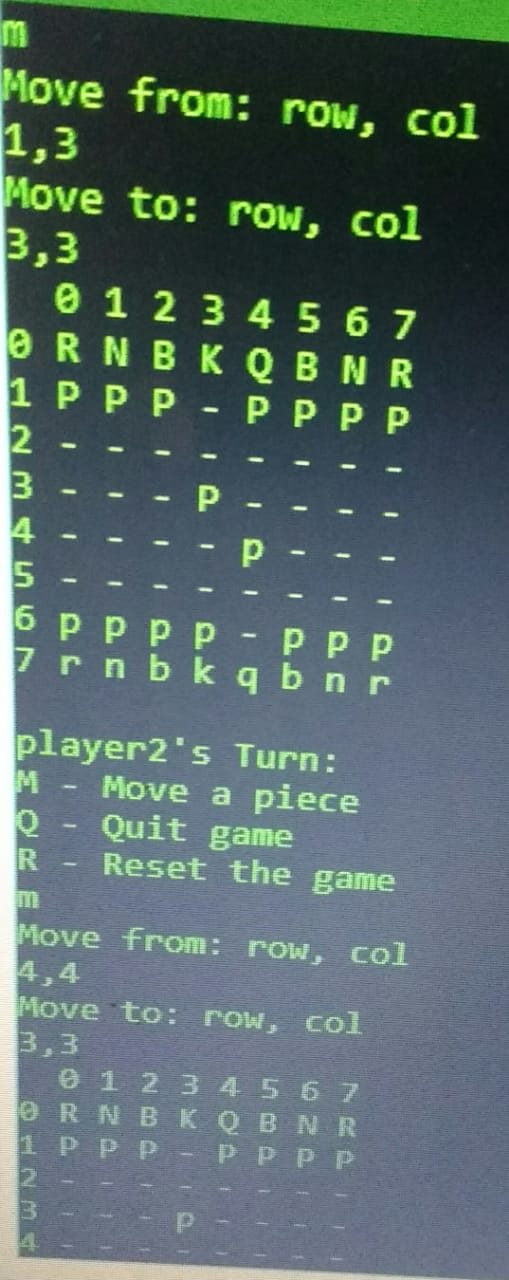 m
Move from: row, col
1,3
Move to: row, col
3,3
0 1 2 3 4 5 6 7
0 R N B K Q B N R
1 P P P - P P P P
2 - - - - - - - -
3 - - - P - - - -
4 - - - - p - - -
5 - - - - - - - -
6 p p p p - p p p
7 r n b k q b n r
player2's Turn:
M - Move a piece
Q - Quit game
R - Reset the game
m
Move from: row, col
4,4
Move to: row, col
3,3
0 1 2 3 4 5 6 7
0 R N B K Q B N R
1 P P P - P P P P
2 - - - - - - - -
3 - - - p - - - -
4 - - - - - - - -